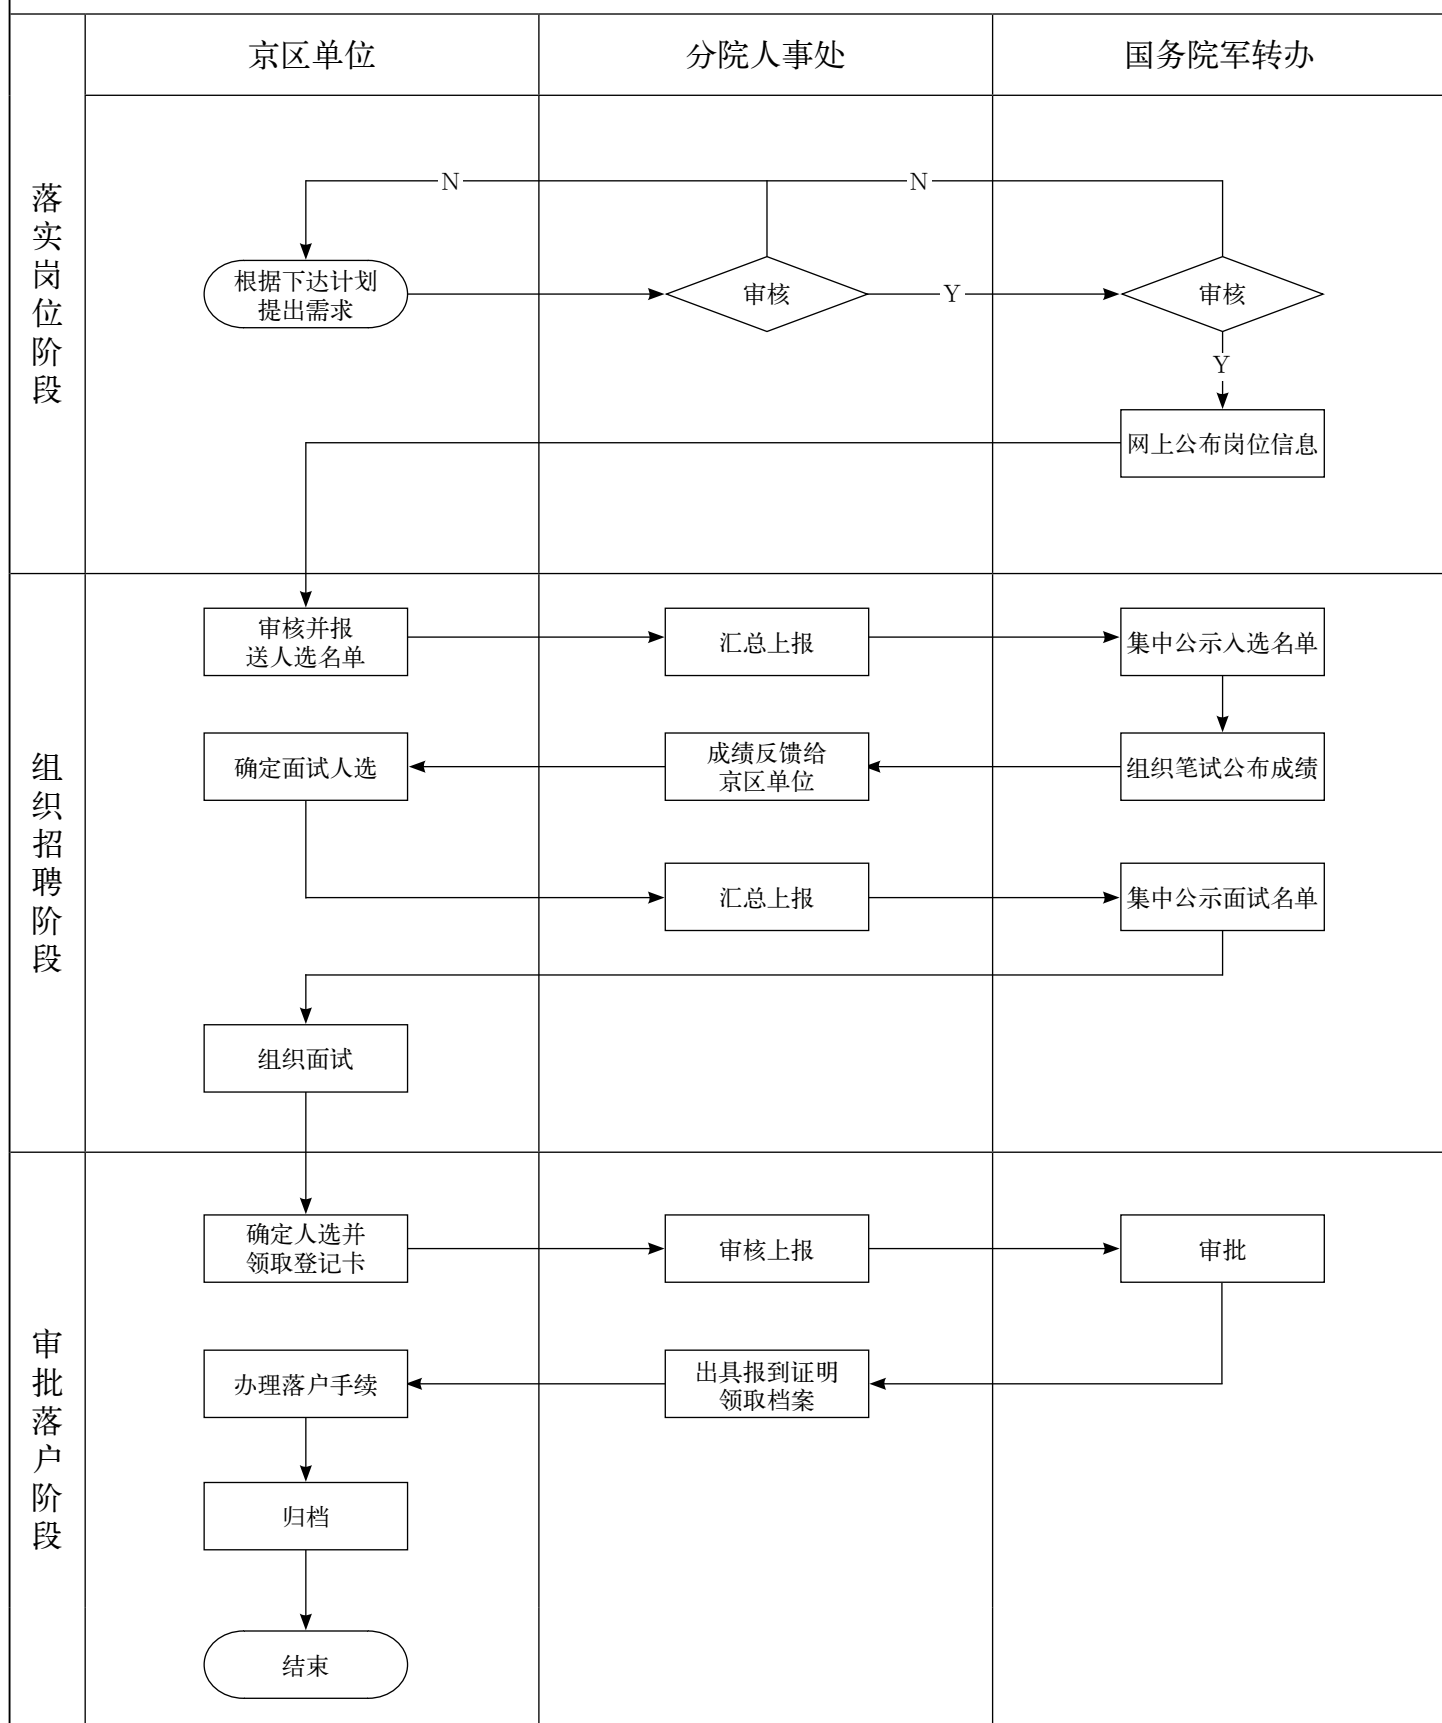 京区单位
分院人事处
国务院军转办
落实岗位阶段
N
N
根据下达计划
提出需求
审核
Y
审核
Y
网上公布岗位信息
组织招聘阶段
审核并报
送人选名单
汇总上报
集中公示入选名单
确定面试人选
成绩反馈给
京区单位
组织笔试公布成绩
汇总上报
集中公示面试名单
组织面试
审批落户阶段
确定人选并
领取登记卡
审核上报
审批
办理落户手续
出具报到证明
领取档案
归档
结束